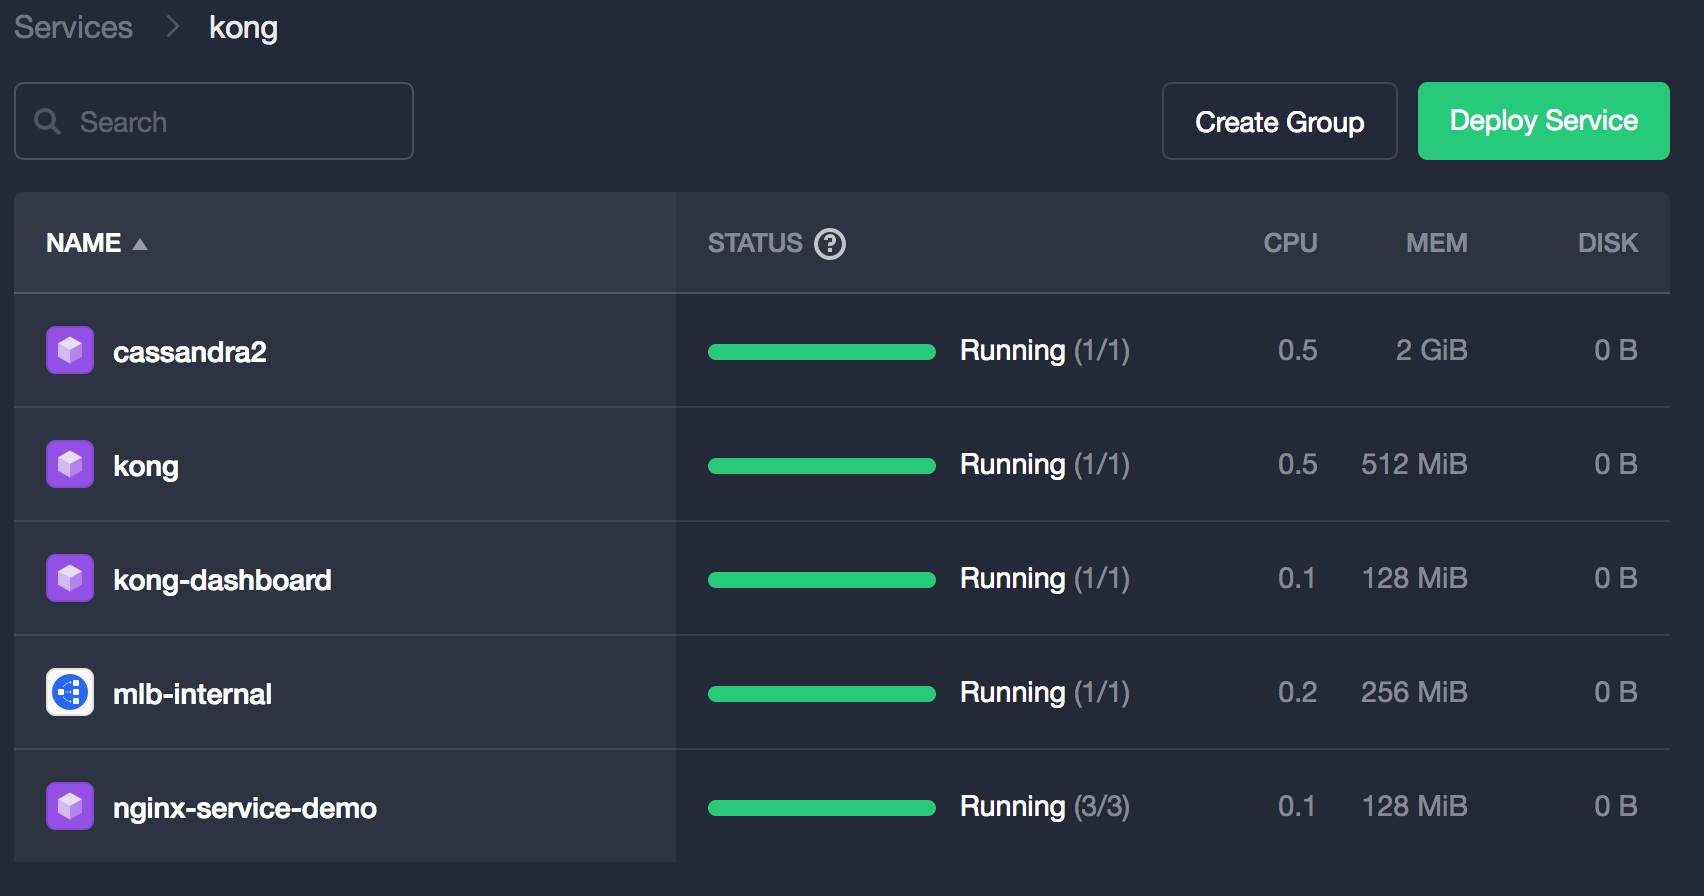 Services > kong
Search
Create Group
Deploy Service
NAME ▲ STATUS ? CPU MEM DISK
cassandra2 Running (1/1) 0.5 2 GiB 0 B
kong Running (1/1) 0.5 512 MiB 0 B
kong-dashboard Running (1/1) 0.1 128 MiB 0 B
mlb-internal Running (1/1) 0.2 256 MiB 0 B
nginx-service-demo Running (3/3) 0.1 128 MiB 0 B